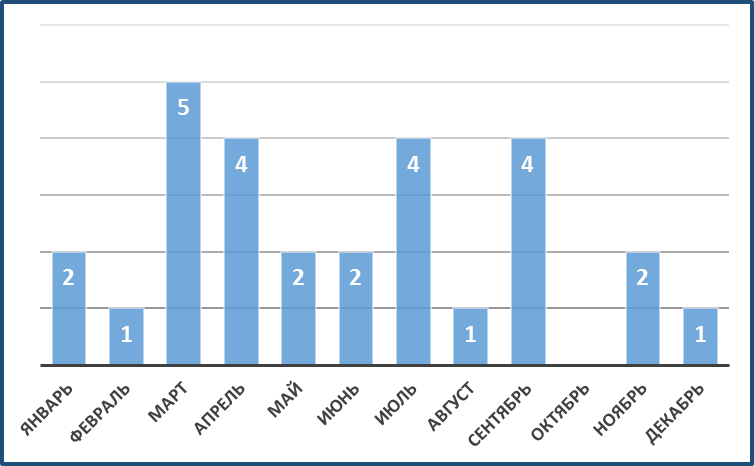 5
4
4
4
2
2
2
2
1
1
1
ЯНВАРЬ
ФЕВРАЛЬ
МАРТ
АПРЕЛЬ
МАЙ
ИЮНЬ
ИЮЛЬ
АВГУСТ
СЕНТЯБРЬ
ОКТЯБРЬ
НОЯБРЬ
ДЕКАБРЬ